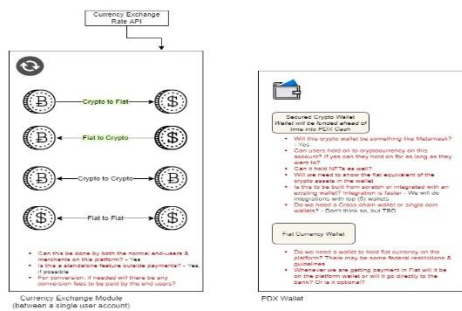 Currency Exchange
Rate API
Crypto to Fiat
Fiat to Crypto
Crypto to Crypto
Fiat to Fiat
Can this be done by both the normal end-users &
merchants on this platform? - Yes
Is this a standalone feature outside payments? - Yes,
if possible
For conversion, if needed will there be any
conversion fees to be paid by the end users?
Currency Exchange Module
(between a single user account)
Secured Crypto Wallet
Wallet will be funded ahead of
time into PDX Cash
Will the crypto wallet be something like Metamask?
- Yes
Can users hold on to cryptocurrency on this
account? If yes can they hold on for as long as they
want to?
Can it hold NFTs as well?
Will we need to show the fiat equivalent of the
crypto assets in the wallet
Is this to be built from scratch or integrated with an
existing wallet? Integration is faster - We will do
integrations with top (5) wallets
Do we need a Cross-chain wallet or single coin
wallets? - Don't think so, but TBD
Fiat Currency Wallet
Do we need a wallet to hold fiat currency on the
platform? There may be some federal restrictions &
guidelines
Whenever we are getting payment in Fiat will it be
on the platform wallet or will it go directly to the
bank? Or is it optional?
PDX Wallet